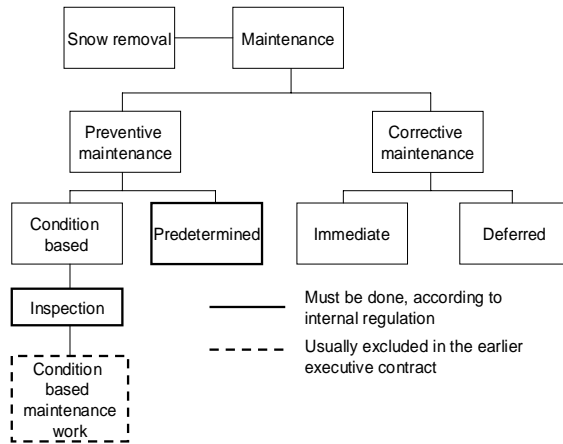 Snow removal
Maintenance
Preventive
maintenance
Corrective
maintenance
Condition
based
Predetermined
Immediate
Deferred
Inspection
Must be done, according to
internal regulation
Condition
based
maintenance
work
Usually excluded in the earlier
executive contract